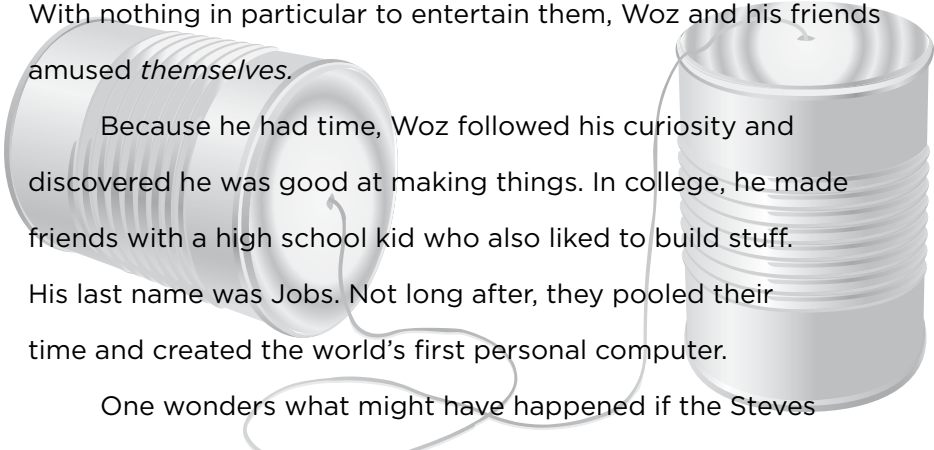 With nothing in particular to entertain them, Woz and his friends
amused themselves.
Because he had time, Woz followed his curiosity and
discovered he was good at making things. In college, he made
friends with a high school kid who also liked to build stuff.
His last name was Jobs. Not long after, they pooled their
time and created the world’s first personal computer.
One wonders what might have happened if the Steves